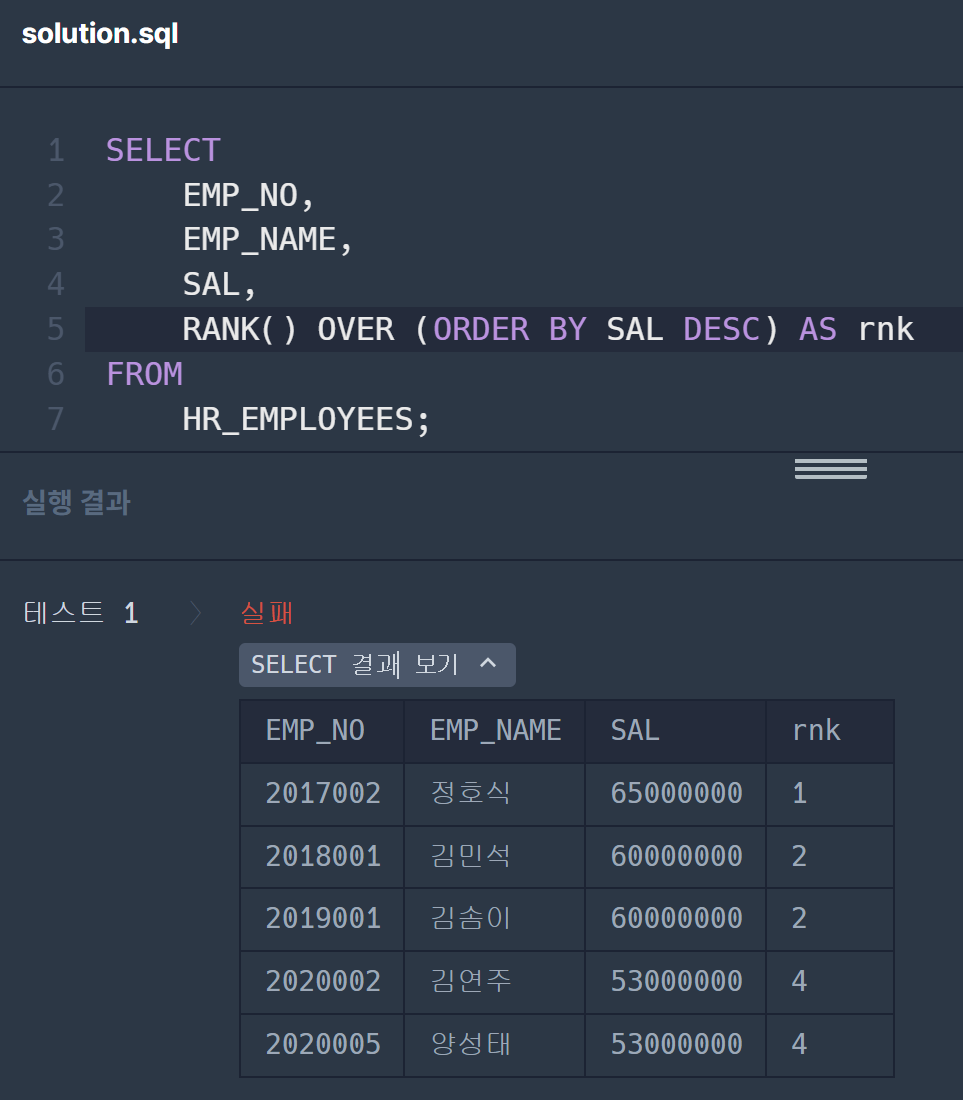 solution.sql
1 SELECT
2 EMP_NO,
3 EMP_NAME,
4 SAL,
5 RANK() OVER (ORDER BY SAL DESC) AS rnk
6 FROM
7 HR_EMPLOYEES;
실행 결과
테스트 1 〉 실패
SELECT 결과 보기
EMP_NO EMP_NAME SAL rnk
2017002 정호식 65000000 1
2018001 김민석 60000000 2
2019001 김솜이 60000000 2
2020002 김연주 53000000 4
2020005 양성태 53000000 4